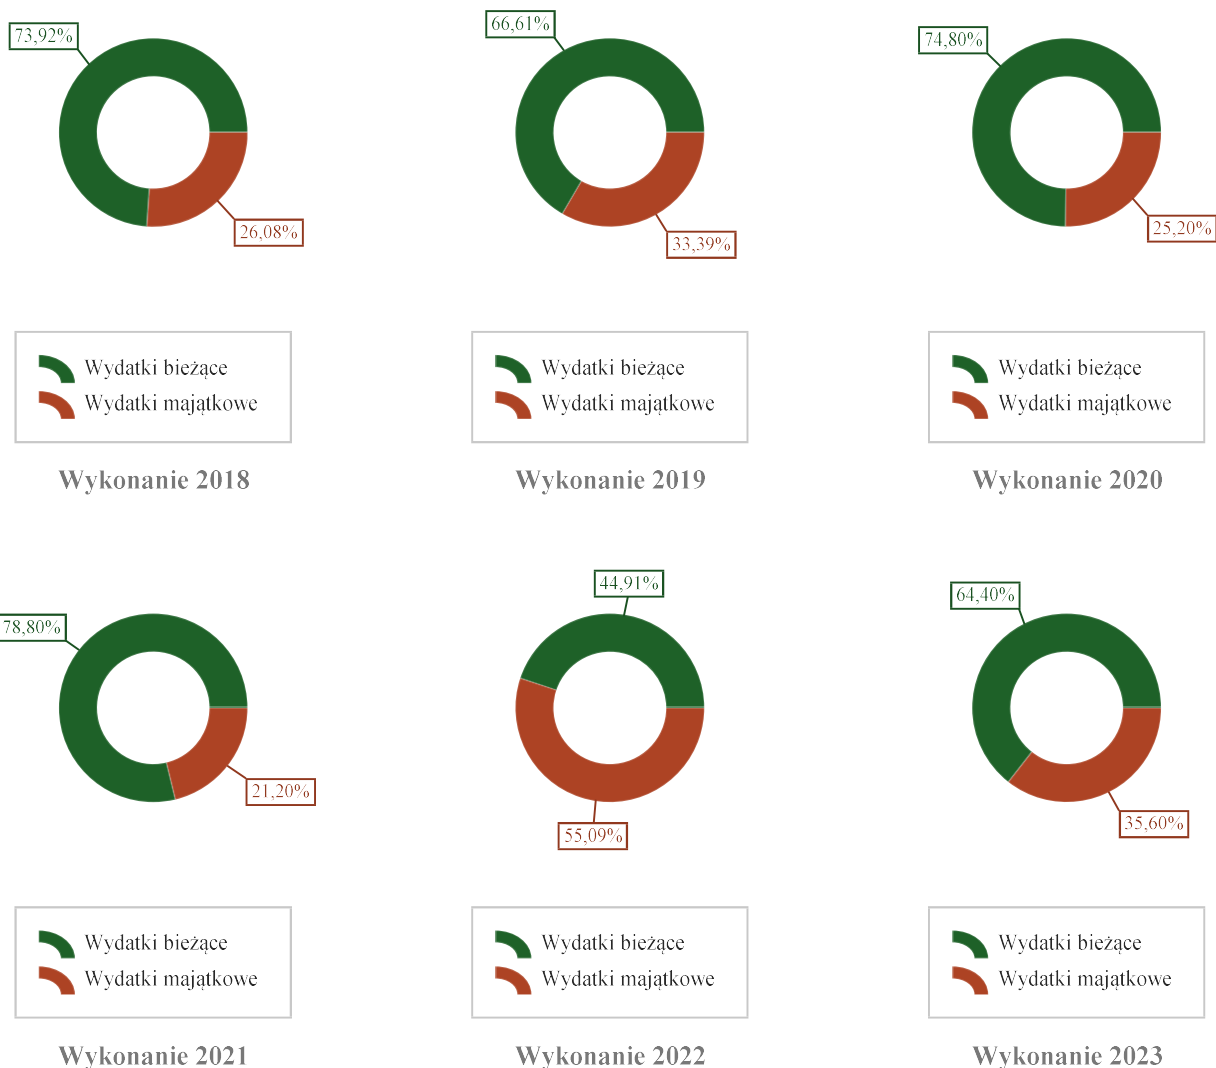 73,92%
26,08%
Wydatki bieżące
Wydatki majątkowe
Wykonanie 2018
66,61%
33,39%
Wydatki bieżące
Wydatki majątkowe
Wykonanie 2019
74,80%
25,20%
Wydatki bieżące
Wydatki majątkowe
Wykonanie 2020
78,80%
21,20%
Wydatki bieżące
Wydatki majątkowe
Wykonanie 2021
44,91%
55,09%
Wydatki bieżące
Wydatki majątkowe
Wykonanie 2022
64,40%
35,60%
Wydatki bieżące
Wydatki majątkowe
Wykonanie 2023